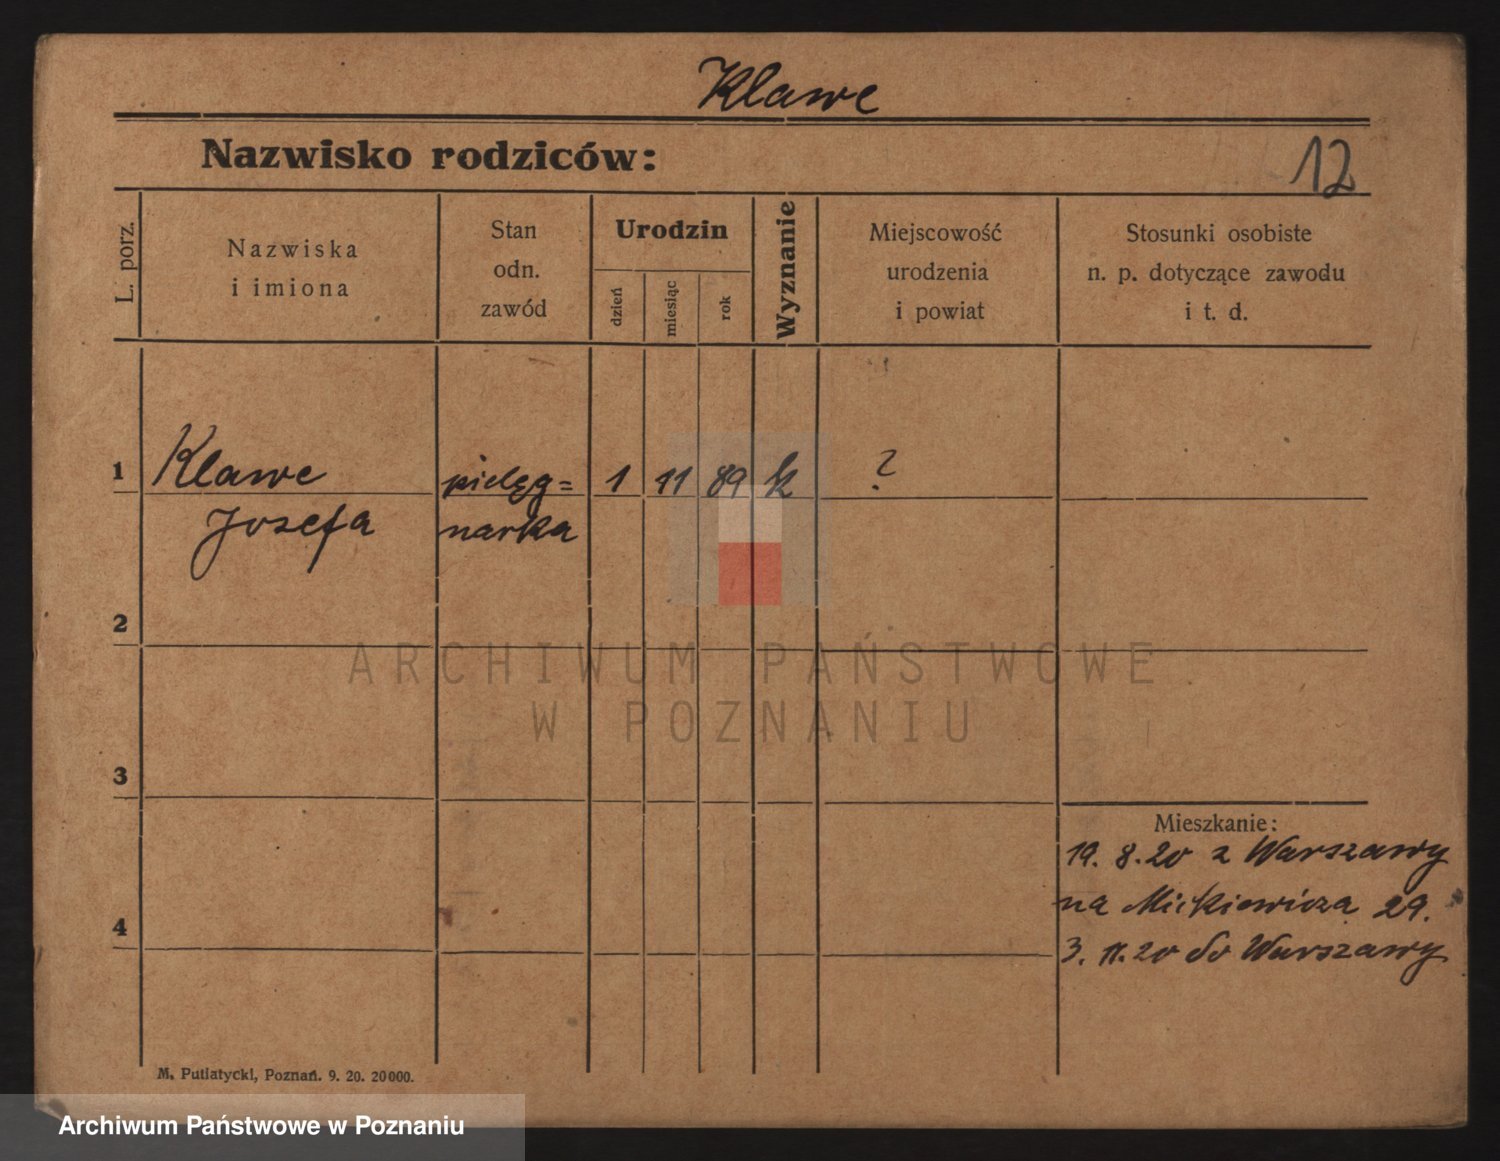 Klawe
Nazwisko rodziców:
12
L. porz.
Nazwiska
i imiona
Stan
odn.
zawód
Urodzin
dzień
miesiąc
rok
Wyznanie
Miejscowość
urodzenia
i powiat
Stosunki osobiste
n. p. dotyczące zawodu
i t. d.
1 Klawe pielęg= 1 11 89 k ?
Josefa narka
2
ARCHIWUM PAŃSTWOWE
W POZNANIU
3
Mieszkanie:
19. 8. 20 z Warszawy
na Mickiewicza 29.
4
3. 11. 20 do Warszawy
M. Putiatycki, Poznań. 9. 20. 20000.
Archiwum Państwowe w Poznaniu